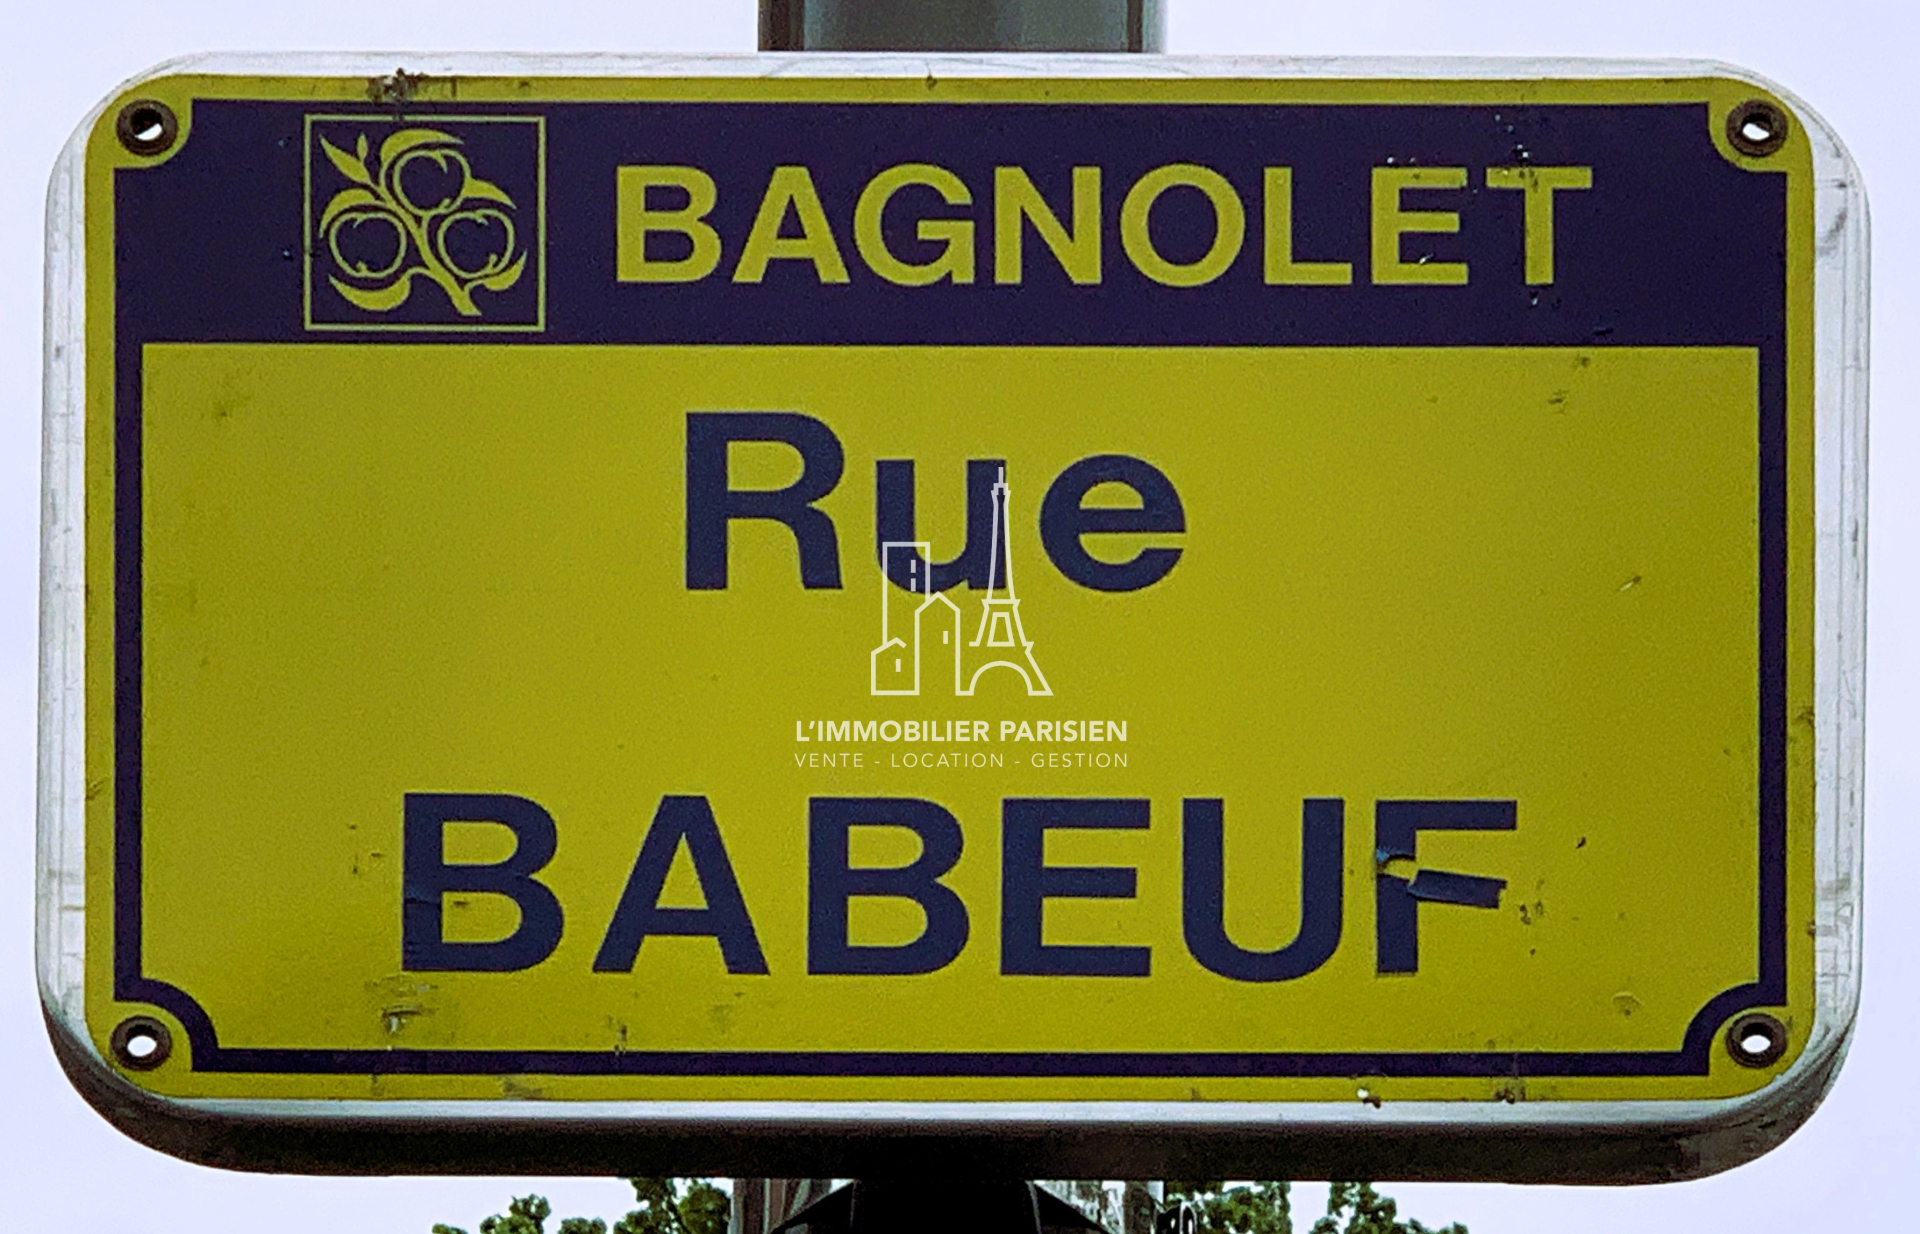 BAGNOLET
Rue
L'IMMOBILIER PARISIEN
VENTE - LOCATION - GESTION
BABEUF